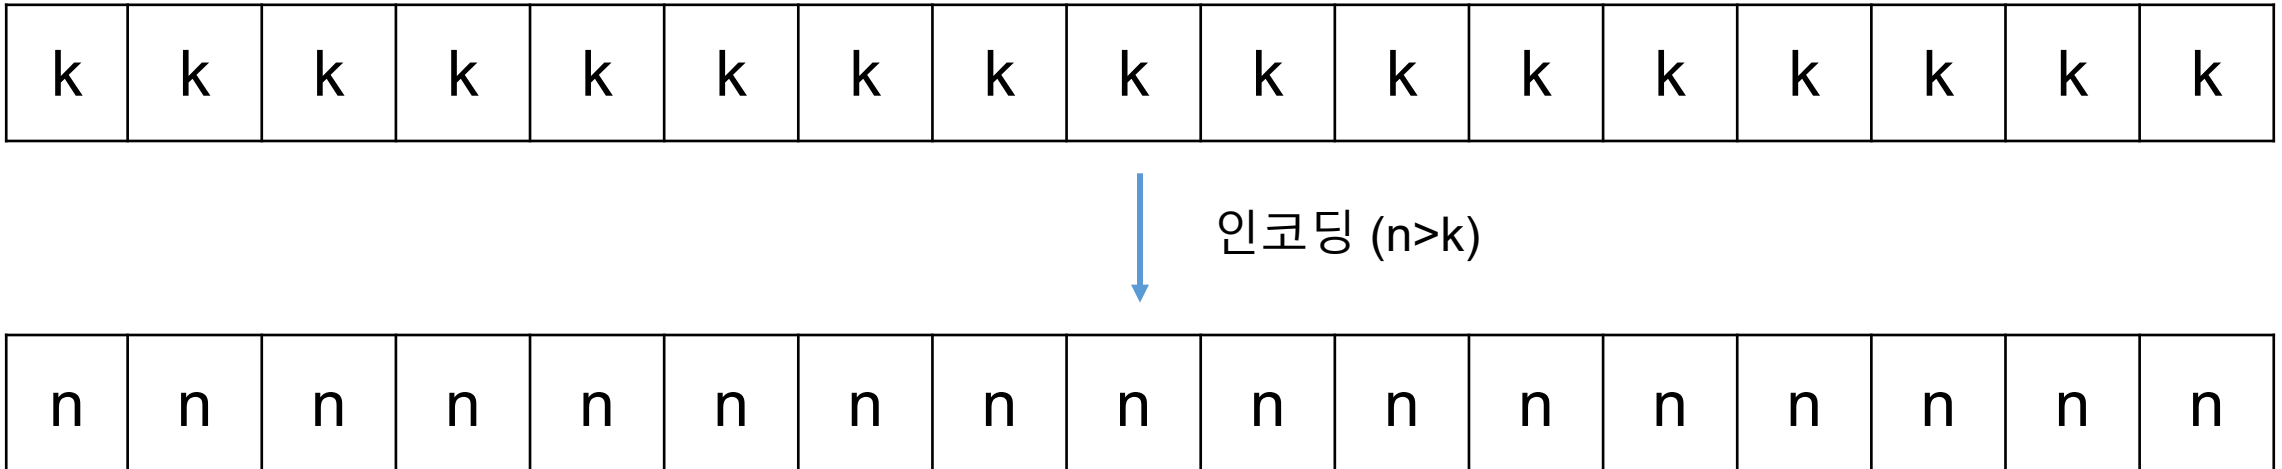 k k k k k k k k k k k k k k k k k
인코딩 (n>k)
n n n n n n n n n n n n n n n n n